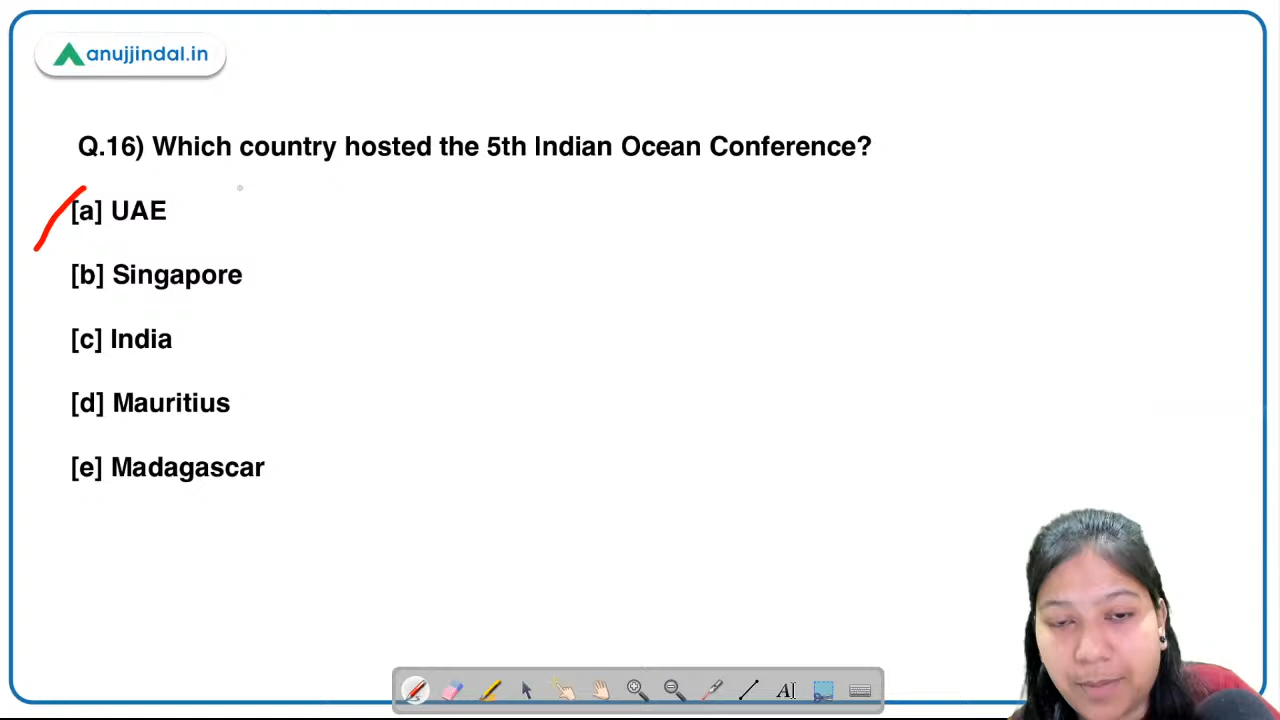 anujjindal.in
Q.16) Which country hosted the 5th Indian Ocean Conference?
[a] UAE
[b] Singapore
[c] India
[d] Mauritius
[e] Madagascar
A